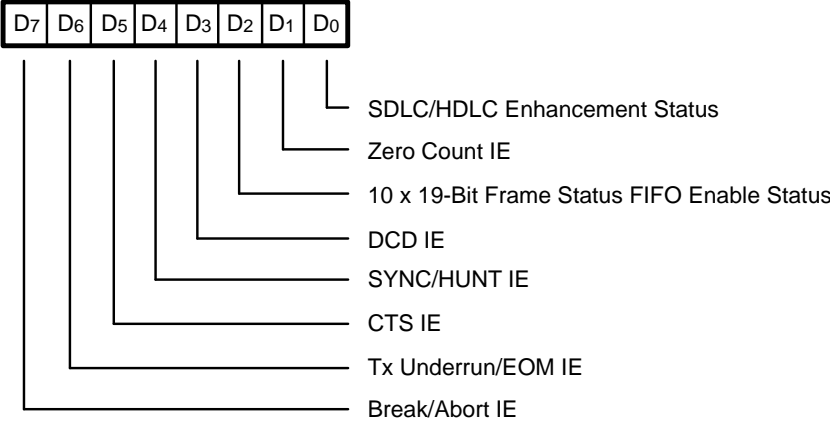 D7 D6 D5 D4 D3 D2 D1 D0
SDLC/HDLC Enhancement Status
Zero Count IE
10 x 19-Bit Frame Status FIFO Enable Status
DCD IE
SYNC/HUNT IE
CTS IE
Tx Underrun/EOM IE
Break/Abort IE